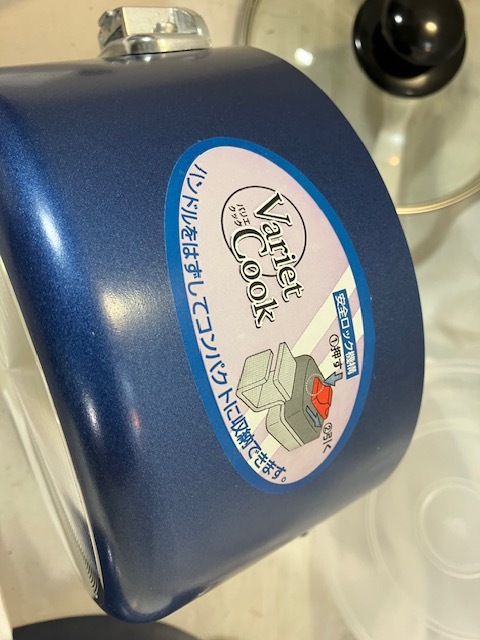 Variet
Cook
バリエ
クック
安全ロック機構
①押す
②引く
ハンドルをはずしてコンパクトに収納できます。